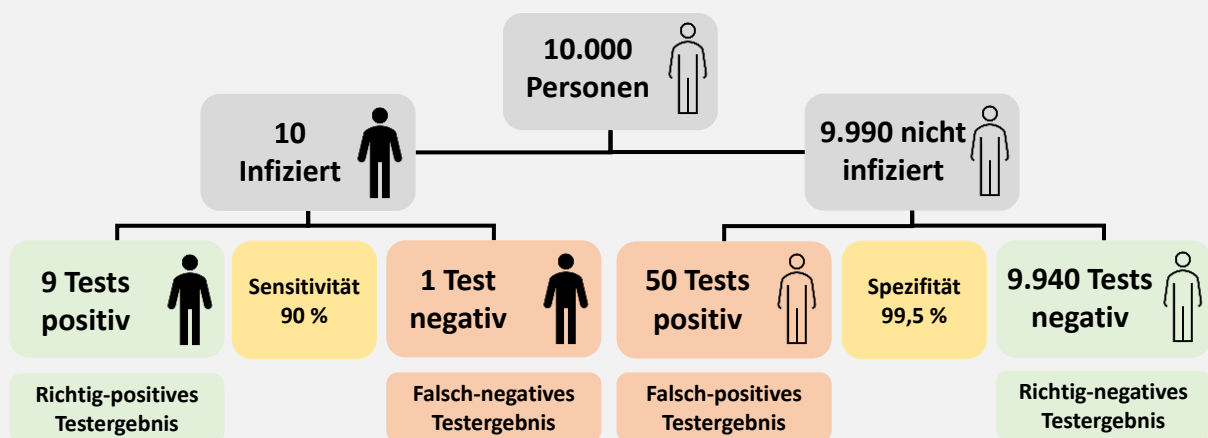 10.000
Personen
10
Infiziert
9.990 nicht
infiziert
9 Tests
positiv
Sensitivität
90 %
1 Test
negativ
50 Tests
positiv
Spezifität
99,5 %
9.940 Tests
negativ
Richtig-positives
Testergebnis
Falsch-negatives
Testergebnis
Falsch-positives
Testergebnis
Richtig-negatives
Testergebnis